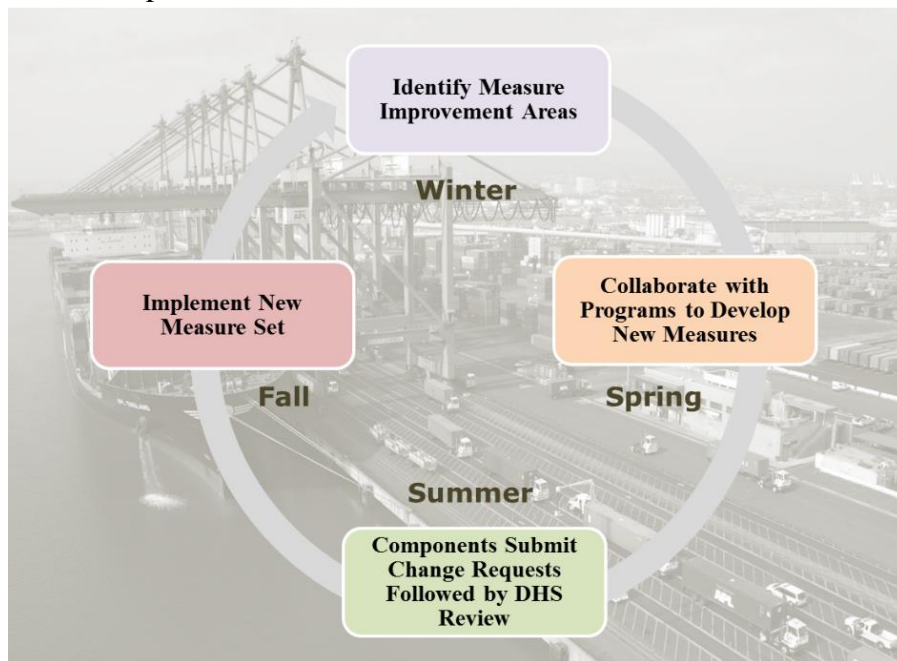 Identify Measure
Improvement Areas
Winter
Implement New
Measure Set
Collaborate with
Programs to Develop
New Measures
Fall
Spring
Summer
Components Submit
Change Requests
Followed by DHS
Review